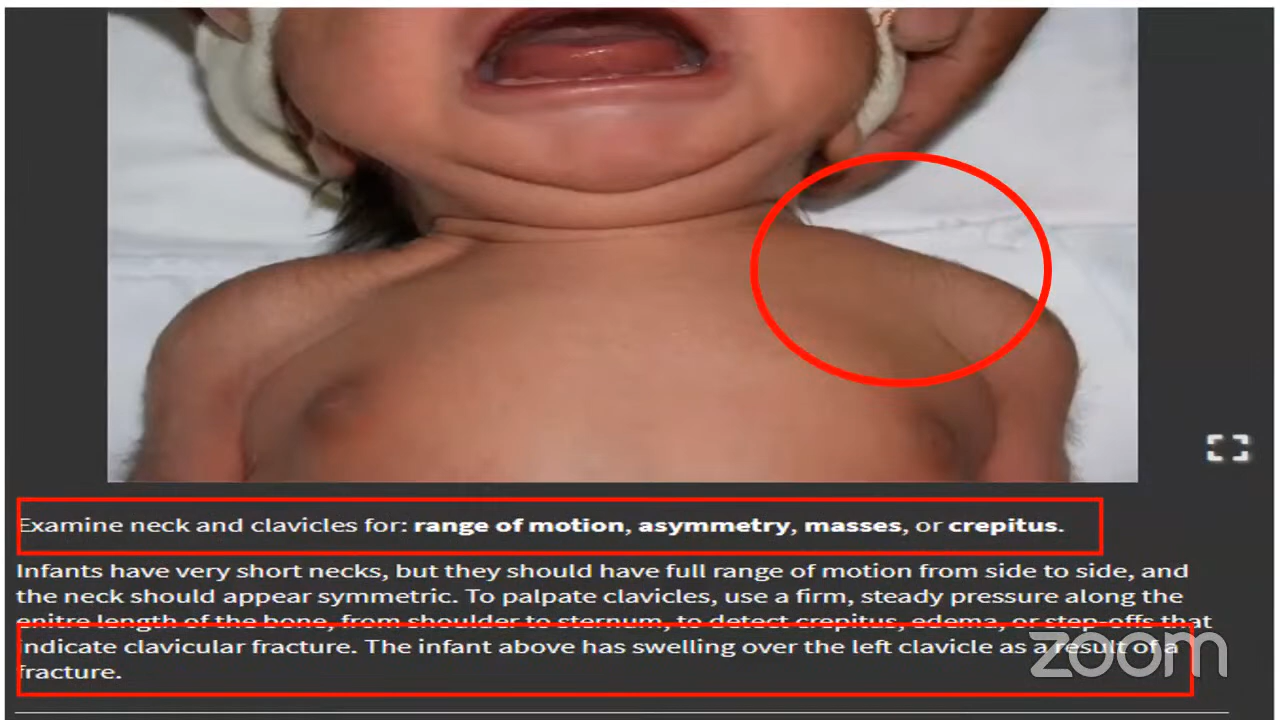 Examine neck and clavicles for: range of motion, asymmetry, masses, or crepitus.
Infants have very short necks, but they should have full range of motion from side to side, and
the neck should appear symmetric. To palpate clavicles, use a firm, steady pressure along the
enitre length of the bone, from shoulder to sternum, to detect crepitus, edema, or step-offs that
indicate clavicular fracture. The infant above has swelling over the left clavicle as a result of a
fracture.
zoom